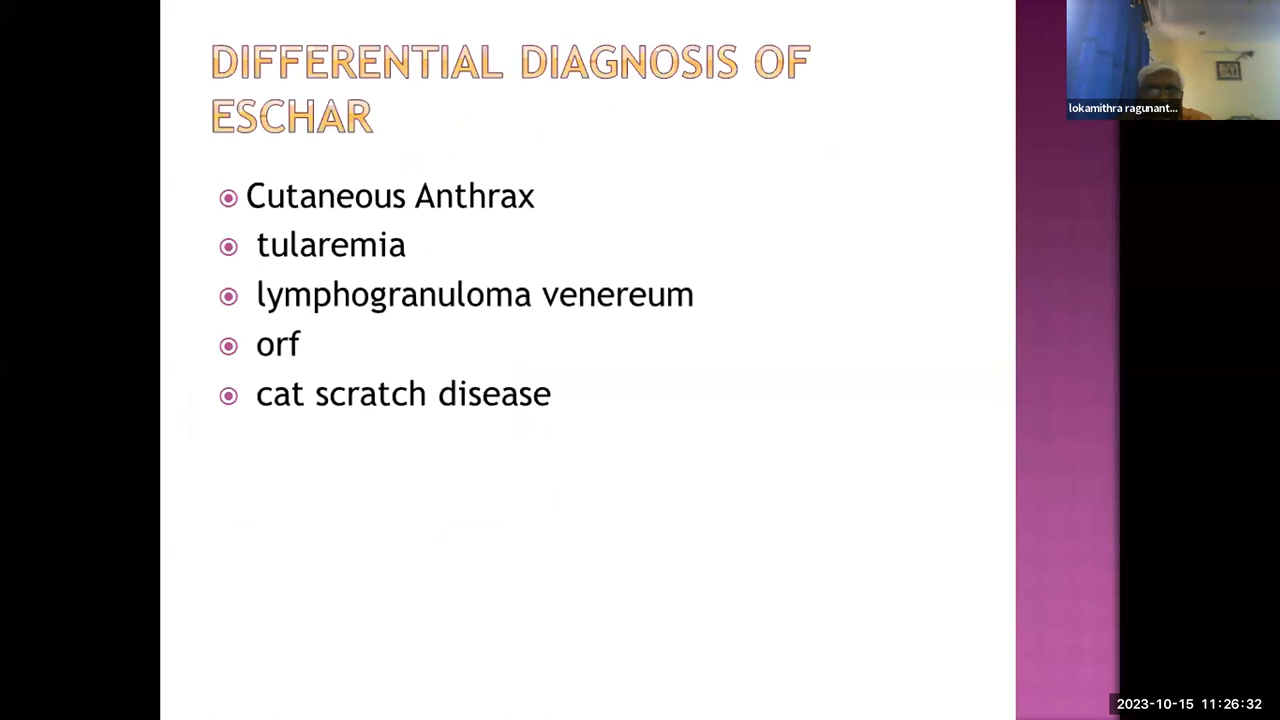 DIFFERENTIAL DIAGNOSIS OF
ESCHAR
lokamithra ragunant...
Cutaneous Anthrax
tularemia
lymphogranuloma venereum
orf
cat scratch disease
2023-10-15 11:26:32